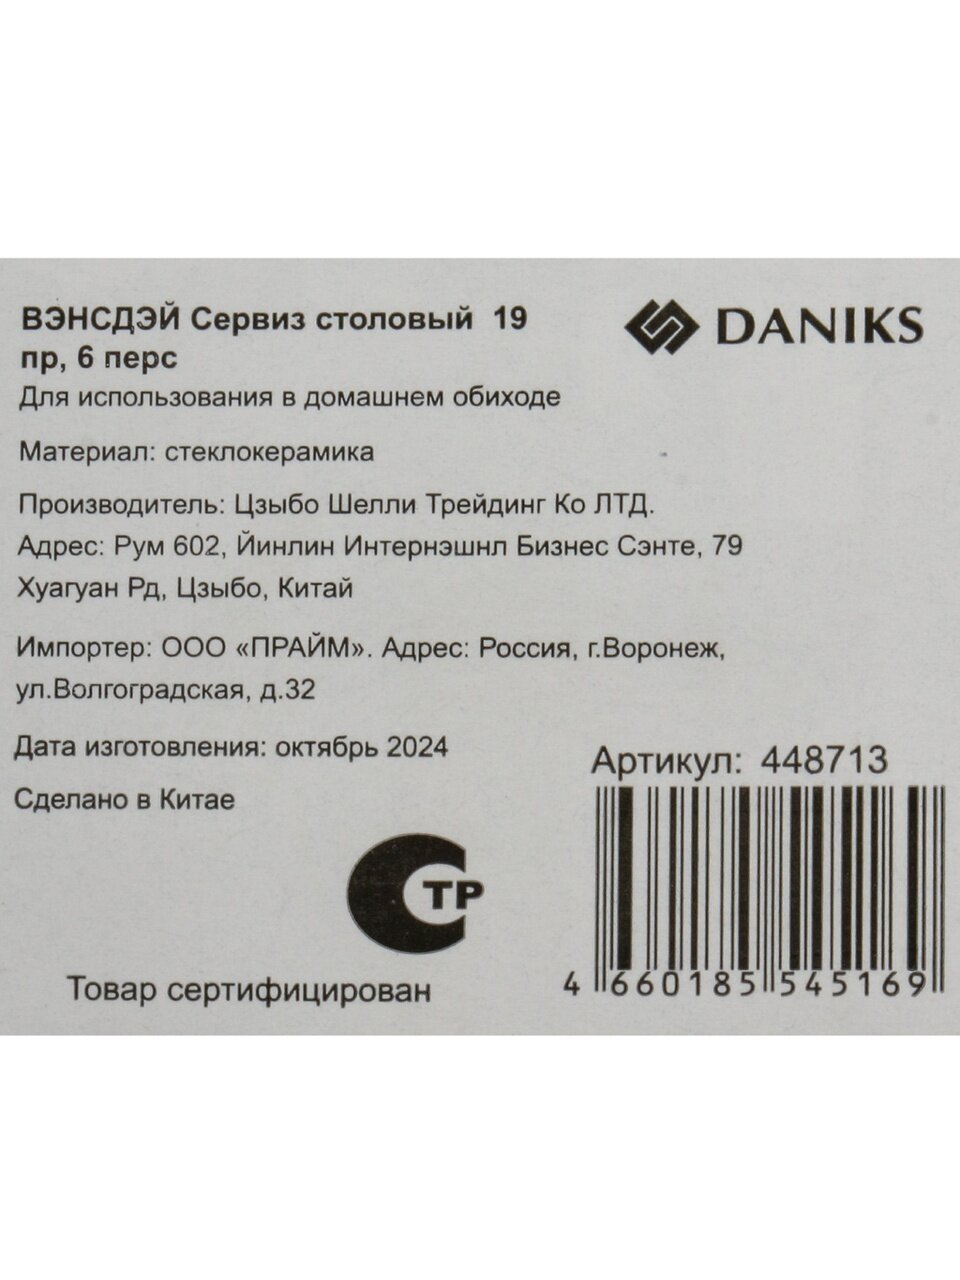 ВЭНСДЭЙ Сервиз столовый 19
пр, 6 перс
DANIKS
Для использования в домашнем обиходе
Материал: стеклокерамика
Производитель: Цзыбо Шелли Трейдинг Ко ЛТД.
Адрес: Рум 602, Йинлин Интернэшнл Бизнес Сэнте, 79
Хуагуан Рд, Цзыбо, Китай
Импортер: ООО «ПРАЙМ». Адрес: Россия, г.Воронеж,
ул.Волгоградская, д.32
Дата изготовления: октябрь 2024
Сделано в Китае
Артикул: 448713
СТР
Товар сертифицирован
4 660185 545169